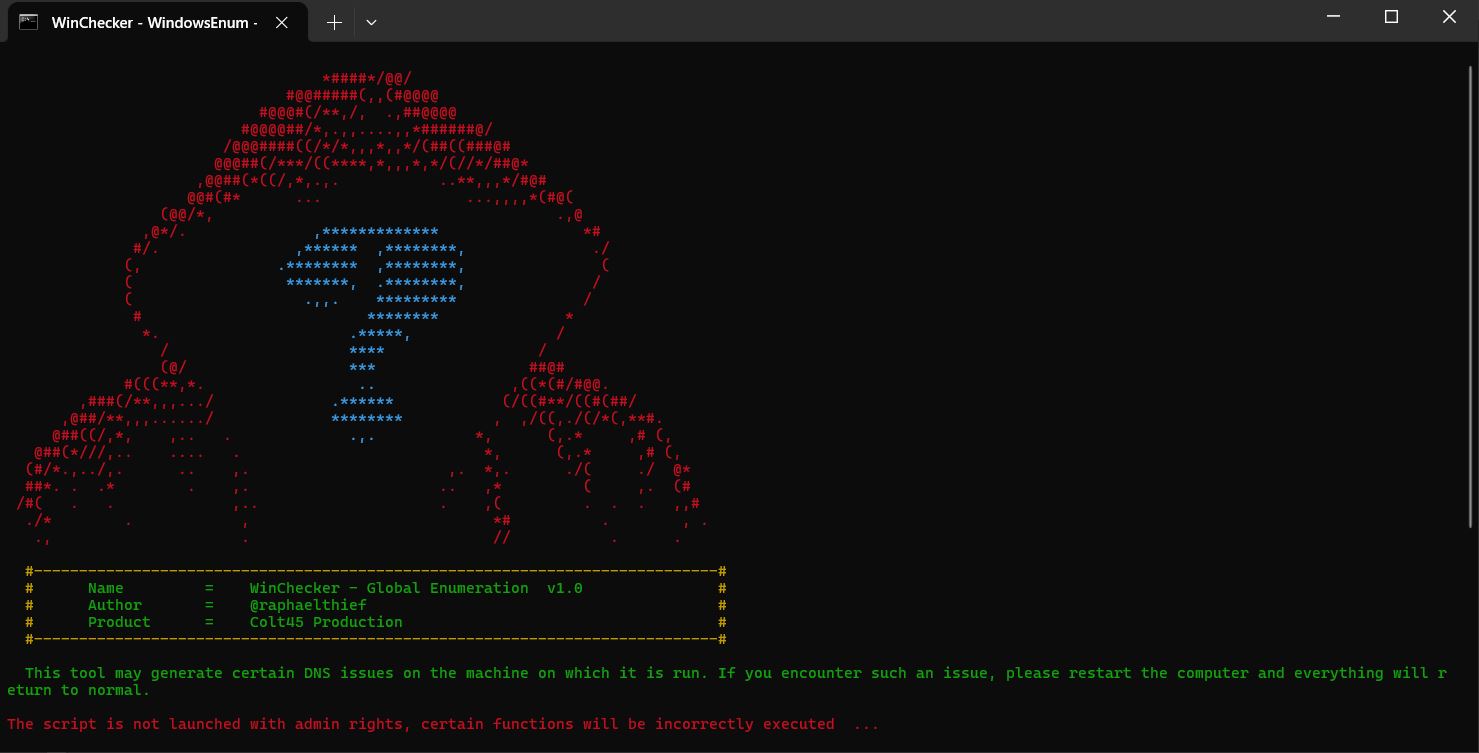 WinChecker - WindowsEnum -
#----------------------------------------------------------------------------#
# Name = WinChecker - Global Enumeration v1.0 #
# Author = @raphaelthief #
# Product = Colt45 Production #
#----------------------------------------------------------------------------#
This tool may generate certain DNS issues on the machine on which it is run. If you encounter such an issue, please restart the computer and everything will r
eturn to normal.
The script is not launched with admin rights, certain functions will be incorrectly executed ...